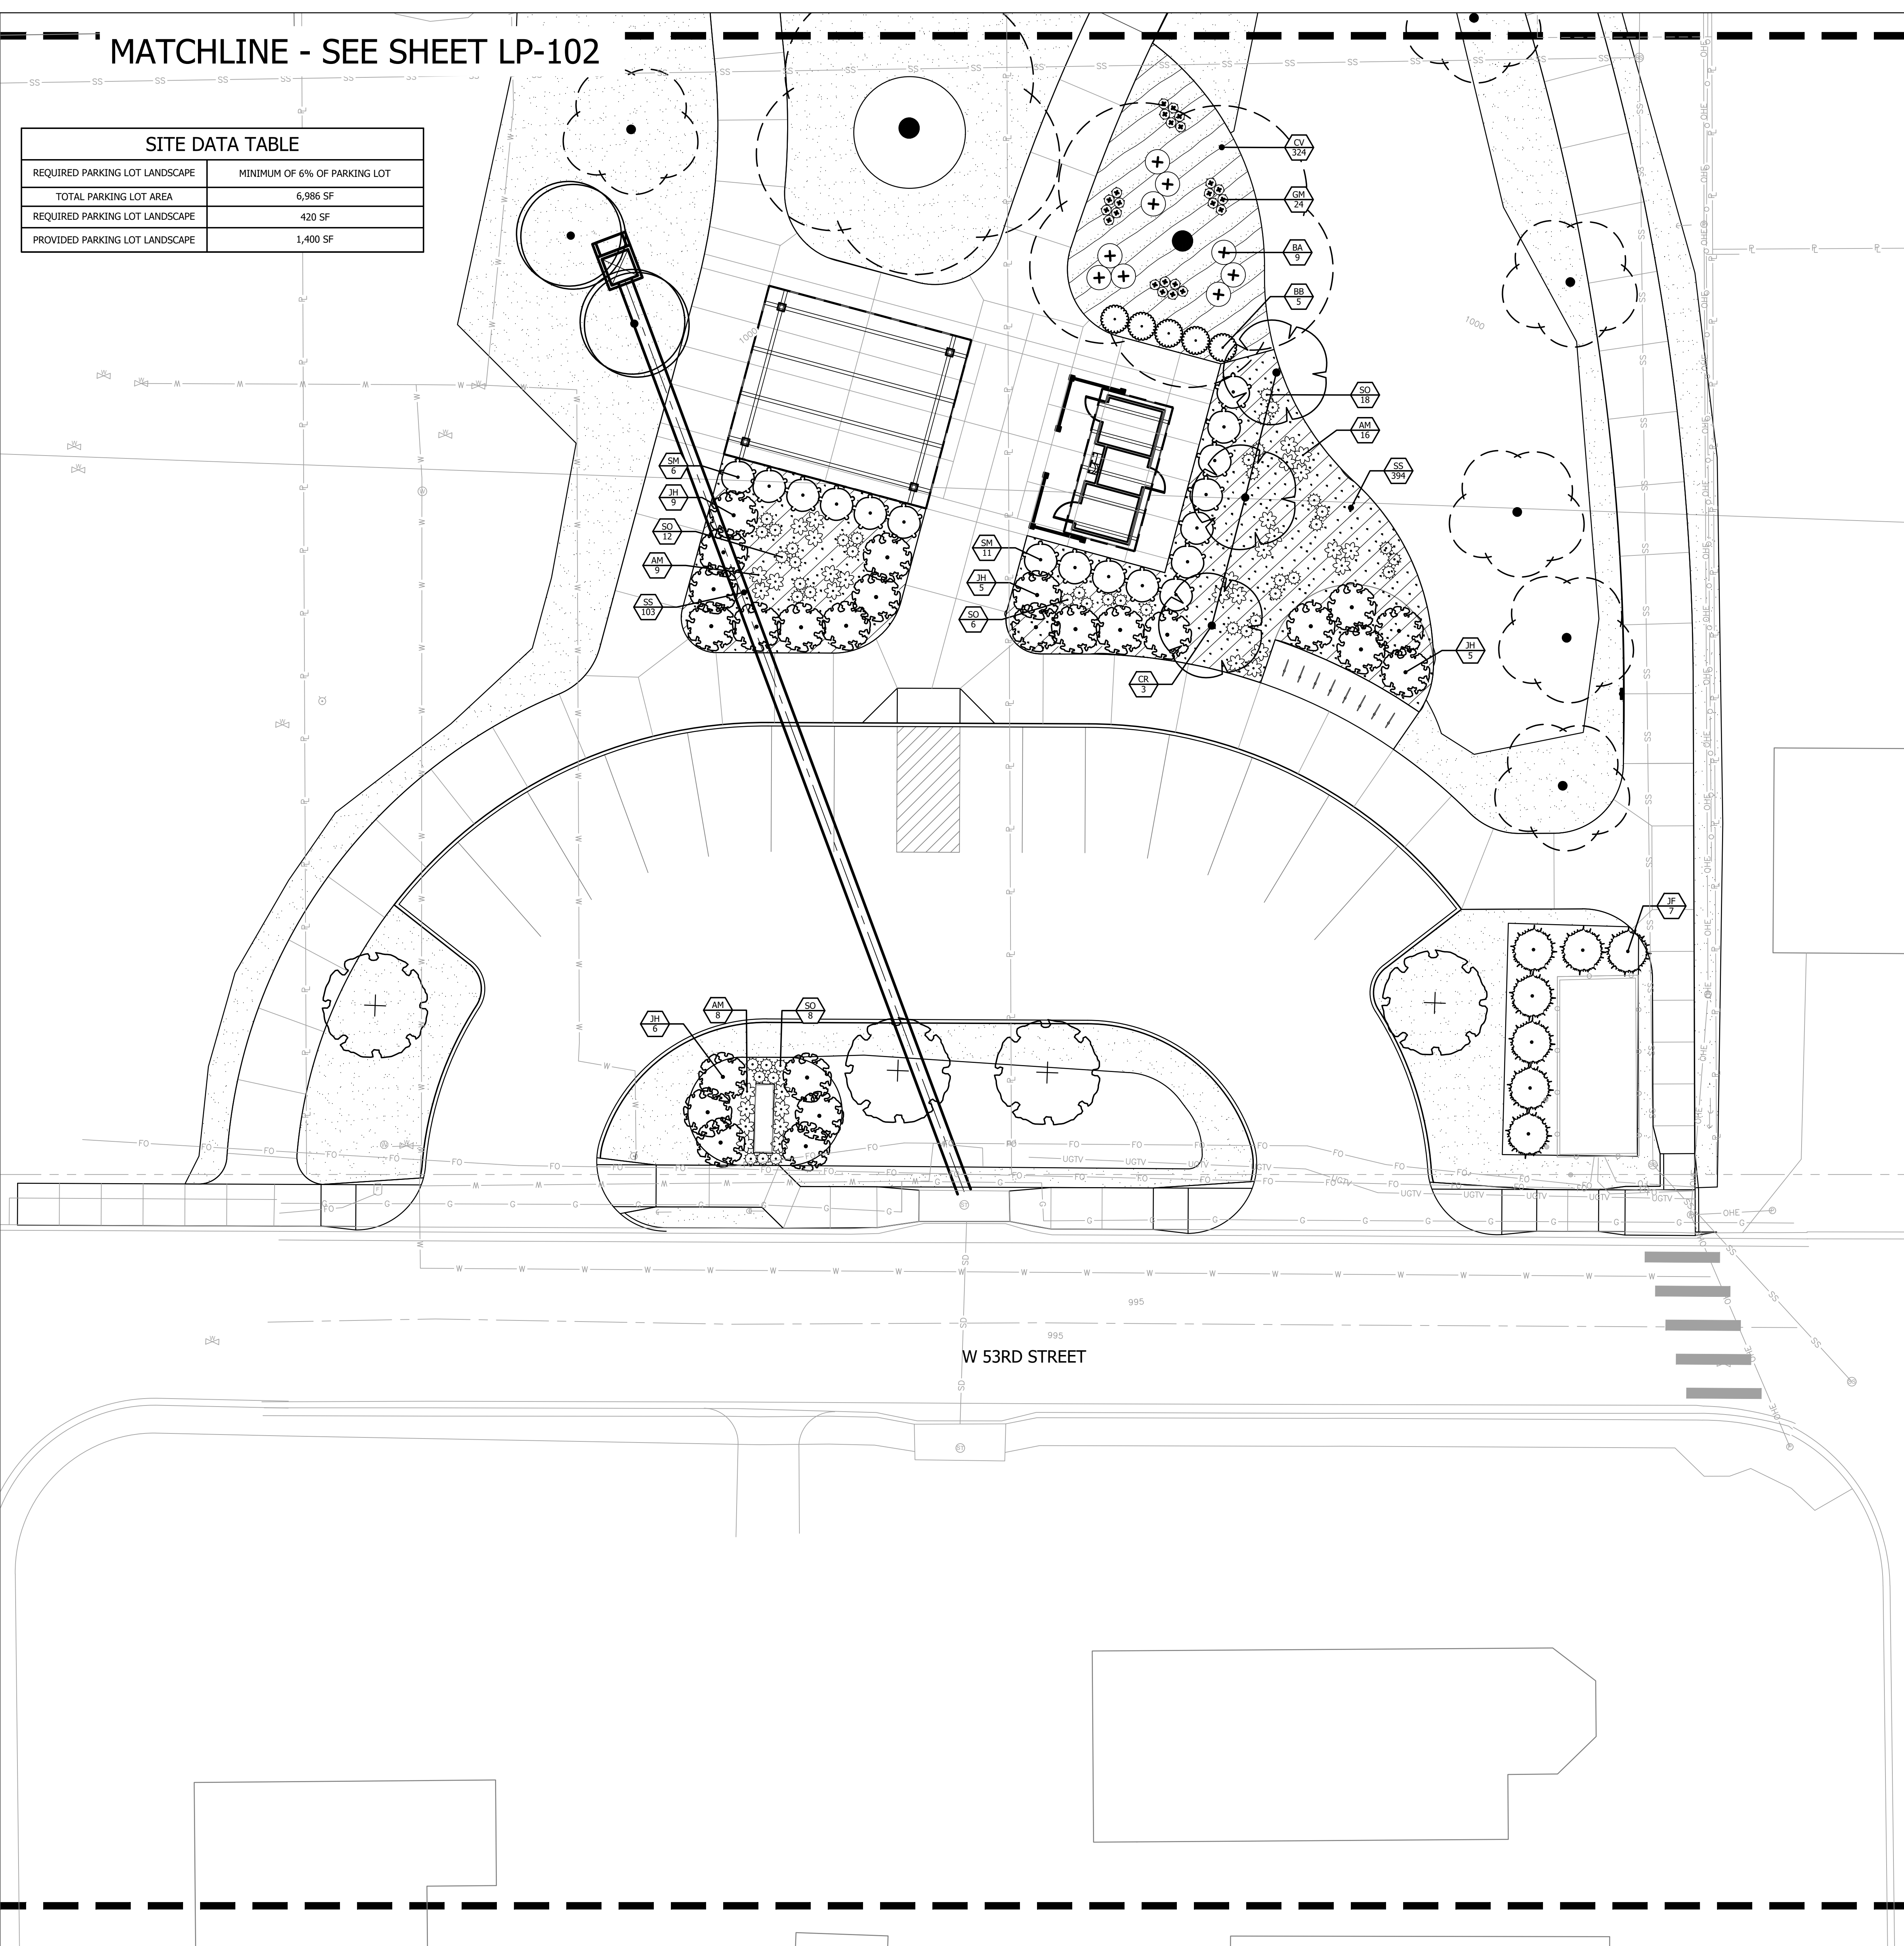 MATCHLINE - SEE SHEET LP-102
SITE DATA TABLE
REQUIRED PARKING LOT LANDSCAPE MINIMUM OF 6% OF PARKING LOT
TOTAL PARKING LOT AREA 6,986 SF
REQUIRED PARKING LOT LANDSCAPE 420 SF
PROVIDED PARKING LOT LANDSCAPE 1,400 SF
CV
324
GM
24
BA
9
BB
5
1000
1000
SO
18
AM
16
SS
394
SM
6
JH
9
SO
12
AM
9
SS
103
SM
11
JH
5
SO
6
CR
3
JH
5
JF
7
JH
6
AM
8
SO
8
995
995
W 53RD STREET